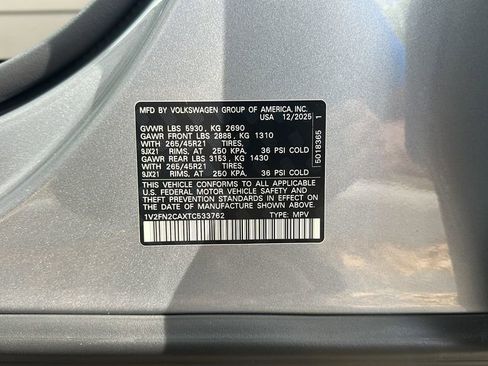 MFD BY VOLKSWAGEN GROUP OF AMERICA, INC.
USA 12/2025
GVWR LBS 5930, KG 2690
GAWR FRONT LBS 2888, KG 1310
WITH 265/45R21 TIRES,
9JX21 RIMS, AT 250 KPA, 36 PSI COLD
GAWR REAR LBS 3153, KG 1430
WITH 265/45R21 TIRES,
9JX21 RIMS, AT 250 KPA, 36 PSI COLD
THIS VEHICLE CONFORMS TO ALL APPLICABLE
U.S. FEDERAL MOTOR VEHICLE SAFETY AND
THEFT PREVENTION STANDARDS IN EFFECT ON
THE DATE OF MANUFACTURE SHOWN ABOVE.
1V2FN2CAXTC533762 TYPE: MPV
5018365 1